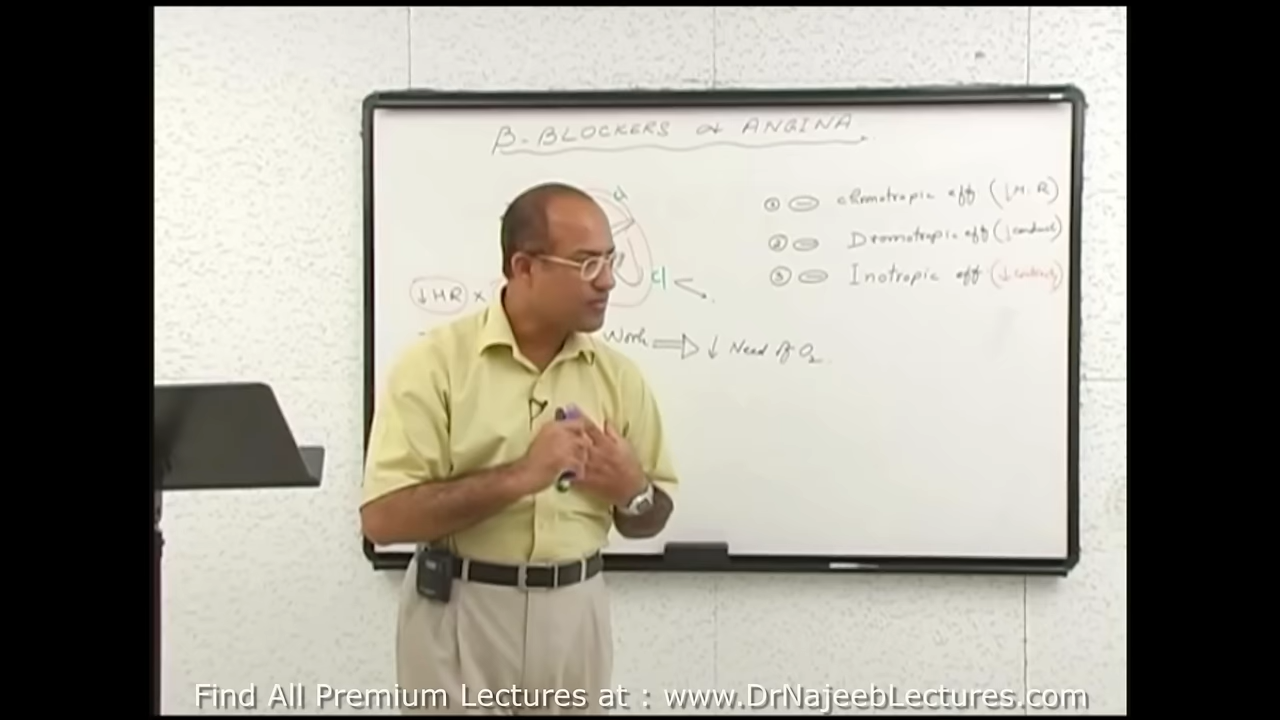 β-BLOCKERS & ANGINA
① ⊖ chronotropic eff (↓H.R)
② ⊖ Dromotropic eff (↓conduct)
③ ⊖ Inotropic eff (↓
d
cl
↓HR ×
Work ⇒ ↓ Need of O₂
Find All Premium Lectures at : www.DrNajeebLectures.com